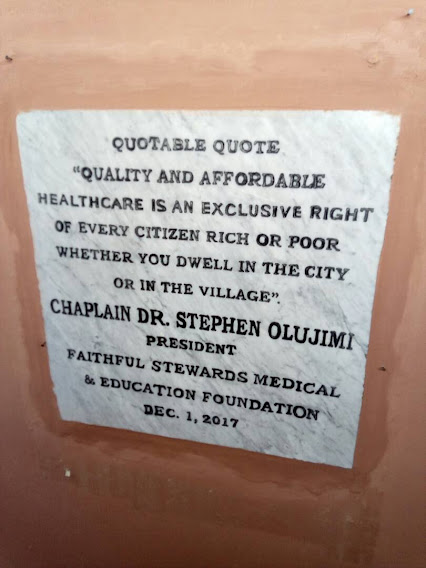 QUOTABLE QUOTE
"QUALITY AND AFFORDABLE
HEALTHCARE IS AN EXCLUSIVE RIGHT
OF EVERY CITIZEN RICH OR POOR
WHETHER YOU DWELL IN THE CITY
OR IN THE VILLAGE".
CHAPLAIN DR. STEPHEN OLUJIMI
PRESIDENT
FAITHFUL STEWARDS MEDICAL
& EDUCATION FOUNDATION
DEC. 1, 2017